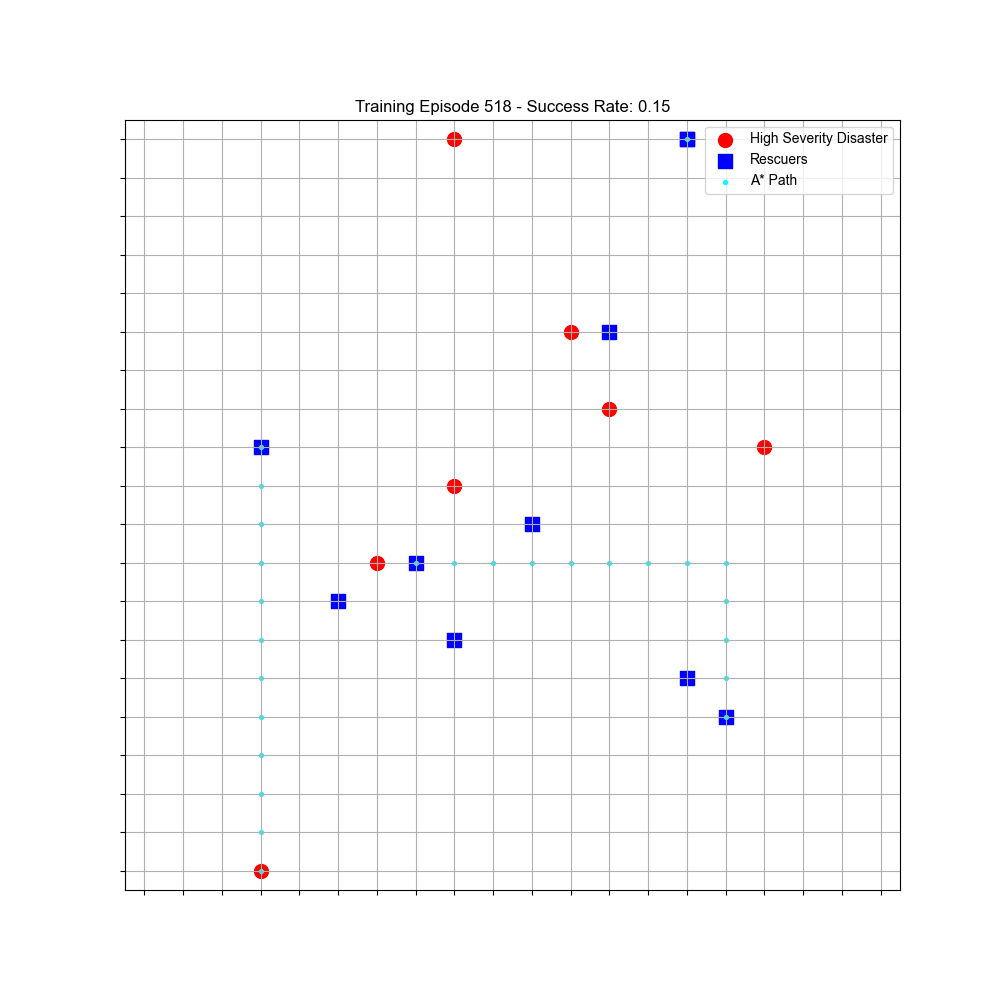 Training Episode 518 - Success Rate: 0.15
High Severity Disaster
Rescuers
A* Path